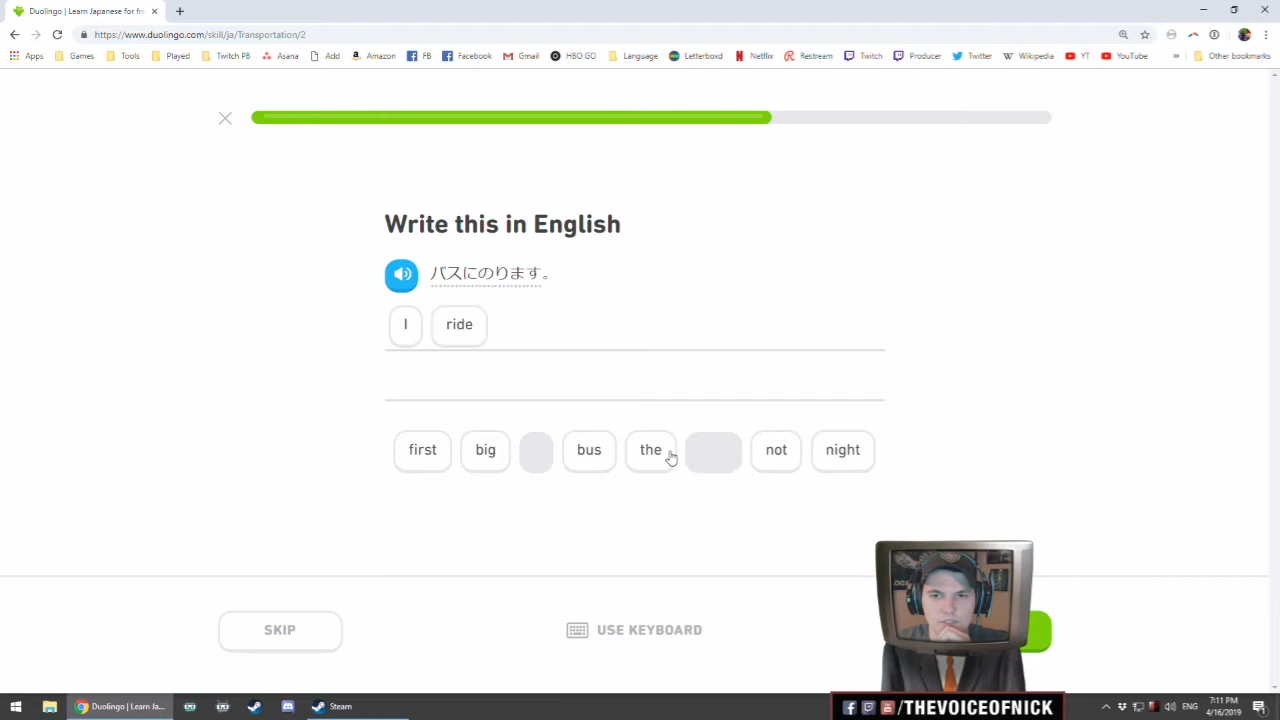 Duolingo | Learn Japanese for fre
https://www.duolingo.com/skill/ja/Transportation/2
Apps Games Tools Played Twitch PB Asana Add Amazon FB Facebook Gmail HBO GO Language Letterboxd Netflix Restream Twitch Producer Twitter Wikipedia YT YouTube » Other bookmarks
Write this in English
バスにのります。
I ride
first big bus the not night
SKIP
USE KEYBOARD
Duolingo | Learn Ja...
Steam
/THEVOICEOFNICK
ENG
7:11 PM
4/16/2019